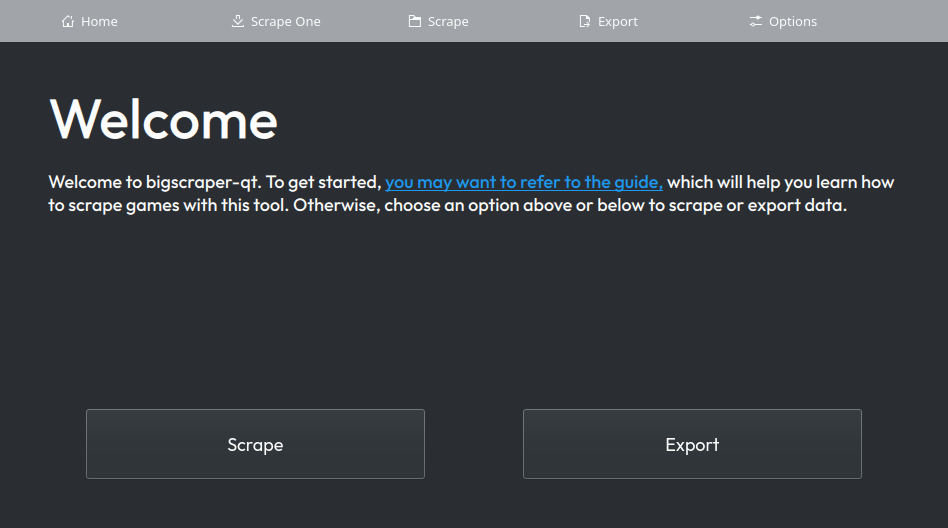 Home Scrape One Scrape Export Options
Welcome
Welcome to bigscraper-qt. To get started, you may want to refer to the guide, which will help you learn how
to scrape games with this tool. Otherwise, choose an option above or below to scrape or export data.
Scrape Export